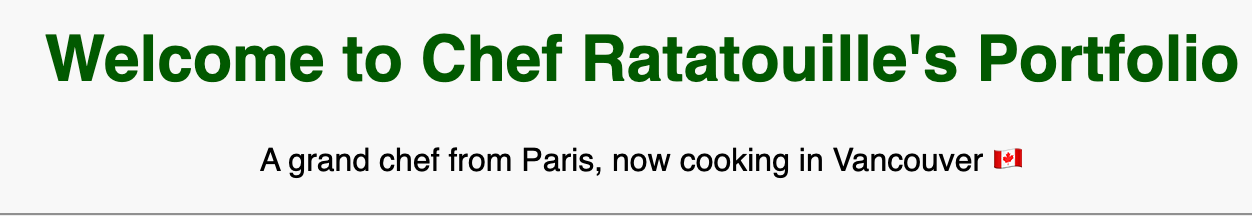 Welcome to Chef Ratatouille's Portfolio
A grand chef from Paris, now cooking in Vancouver 🇨🇦